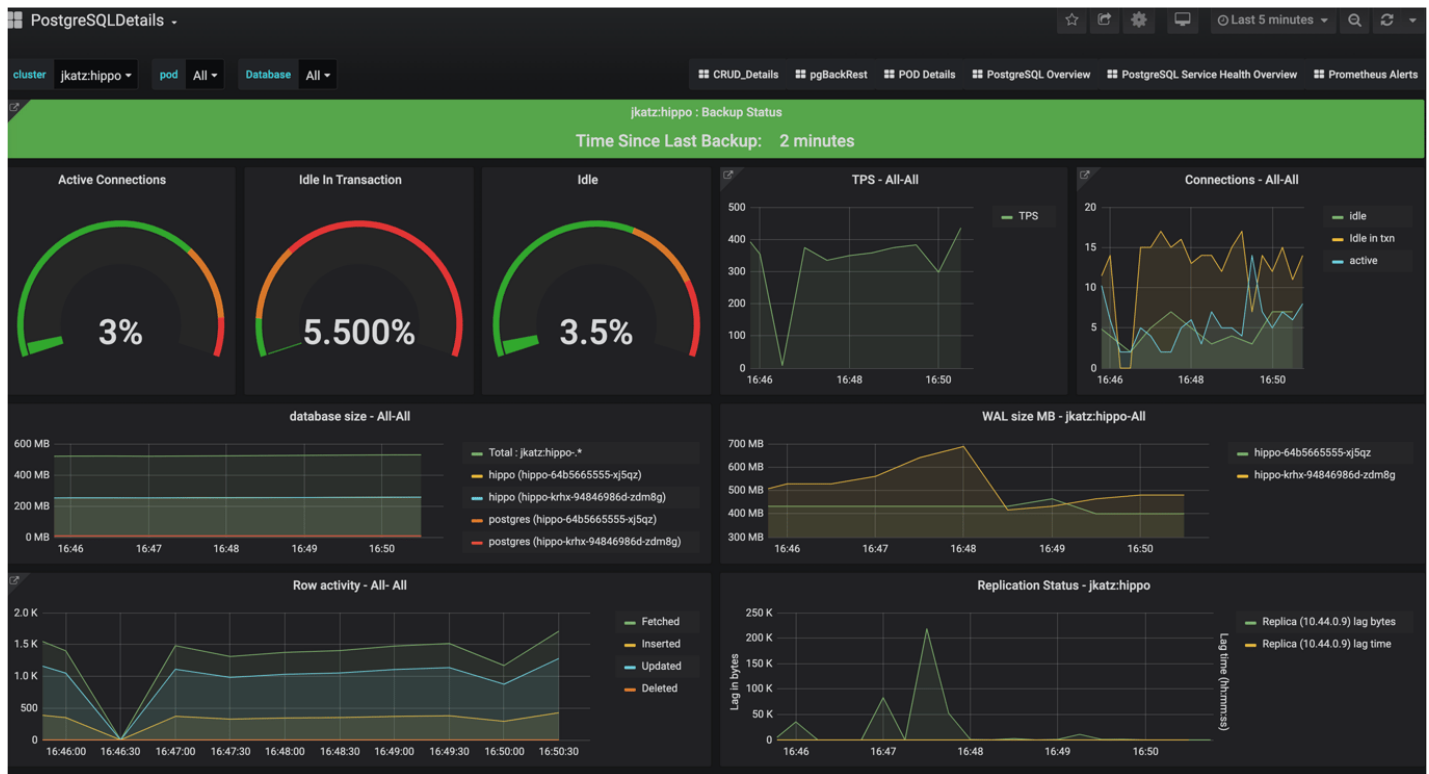 PostgreSQLDetails
Last 5 minutes
cluster jkatz:hippo pod All Database All
CRUD_Details pgBackRest POD Details PostgreSQL Overview PostgreSQL Service Health Overview Prometheus Alerts
jkatz:hippo : Backup Status
Time Since Last Backup: 2 minutes
Active Connections
3%
Idle In Transaction
5.500%
Idle
3.5%
TPS - All-All
500
400
300
200
100
0
16:46 16:48 16:50
TPS
Connections - All-All
20
15
10
5
0
16:46 16:48 16:50
idle
Idle in txn
active
database size - All-All
600 MB
400 MB
200 MB
0 MB
16:46 16:47 16:48 16:49 16:50
Total : jkatz:hippo-.*
hippo (hippo-64b5665555-xj5qz)
hippo (hippo-krhx-94846986d-zdm8g)
postgres (hippo-64b5665555-xj5qz)
postgres (hippo-krhx-94846986d-zdm8g)
WAL size MB - jkatz:hippo-All
700 MB
600 MB
500 MB
400 MB
300 MB
16:46 16:47 16:48 16:49 16:50
hippo-64b5665555-xj5qz
hippo-krhx-94846986d-zdm8g
Row activity - All- All
2.0 K
1.5 K
1.0 K
500
0
16:46:00 16:46:30 16:47:00 16:47:30 16:48:00 16:48:30 16:49:00 16:49:30 16:50:00 16:50:30
Fetched
Inserted
Updated
Deleted
Replication Status - jkatz:hippo
Lag in bytes
250 K
200 K
150 K
100 K
50 K
0
16:46 16:47 16:48 16:49 16:50
Lag time (hh:mm:ss)
Replica (10.44.0.9) lag bytes
Replica (10.44.0.9) lag time